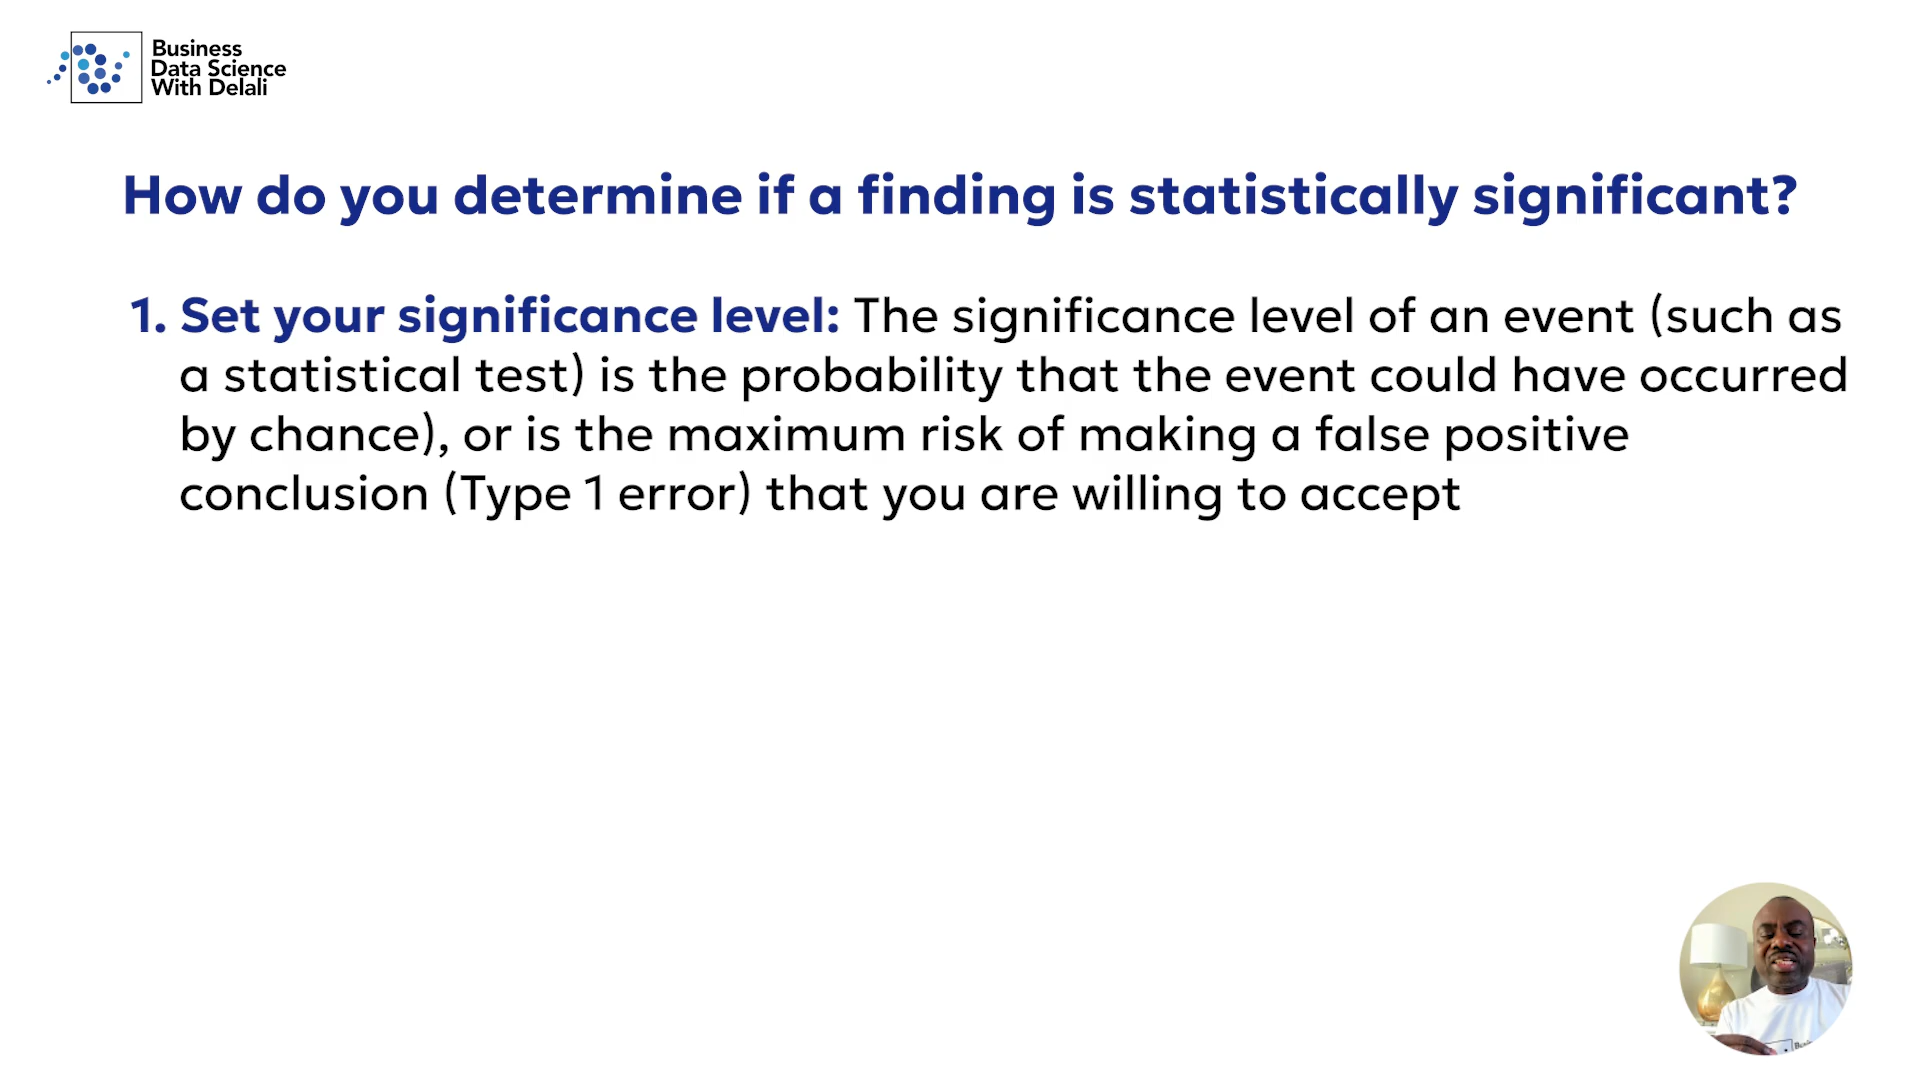 Business
Data Science
With Delali
How do you determine if a finding is statistically significant?
1. Set your significance level: The significance level of an event (such as
a statistical test) is the probability that the event could have occurred
by chance), or is the maximum risk of making a false positive
conclusion (Type 1 error) that you are willing to accept